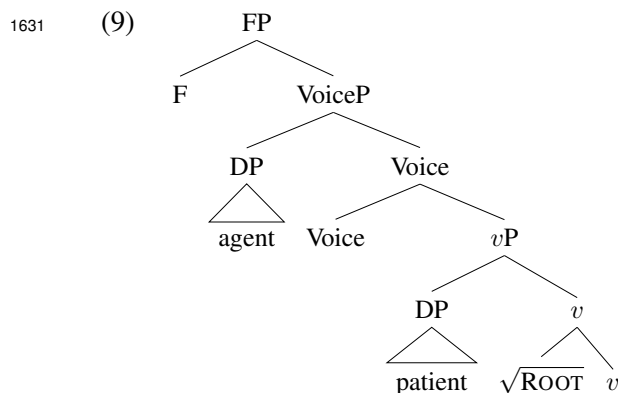 1631 (9) FP
F VoiceP
DP Voice
agent Voice vP
DP v
patient √ROOT v